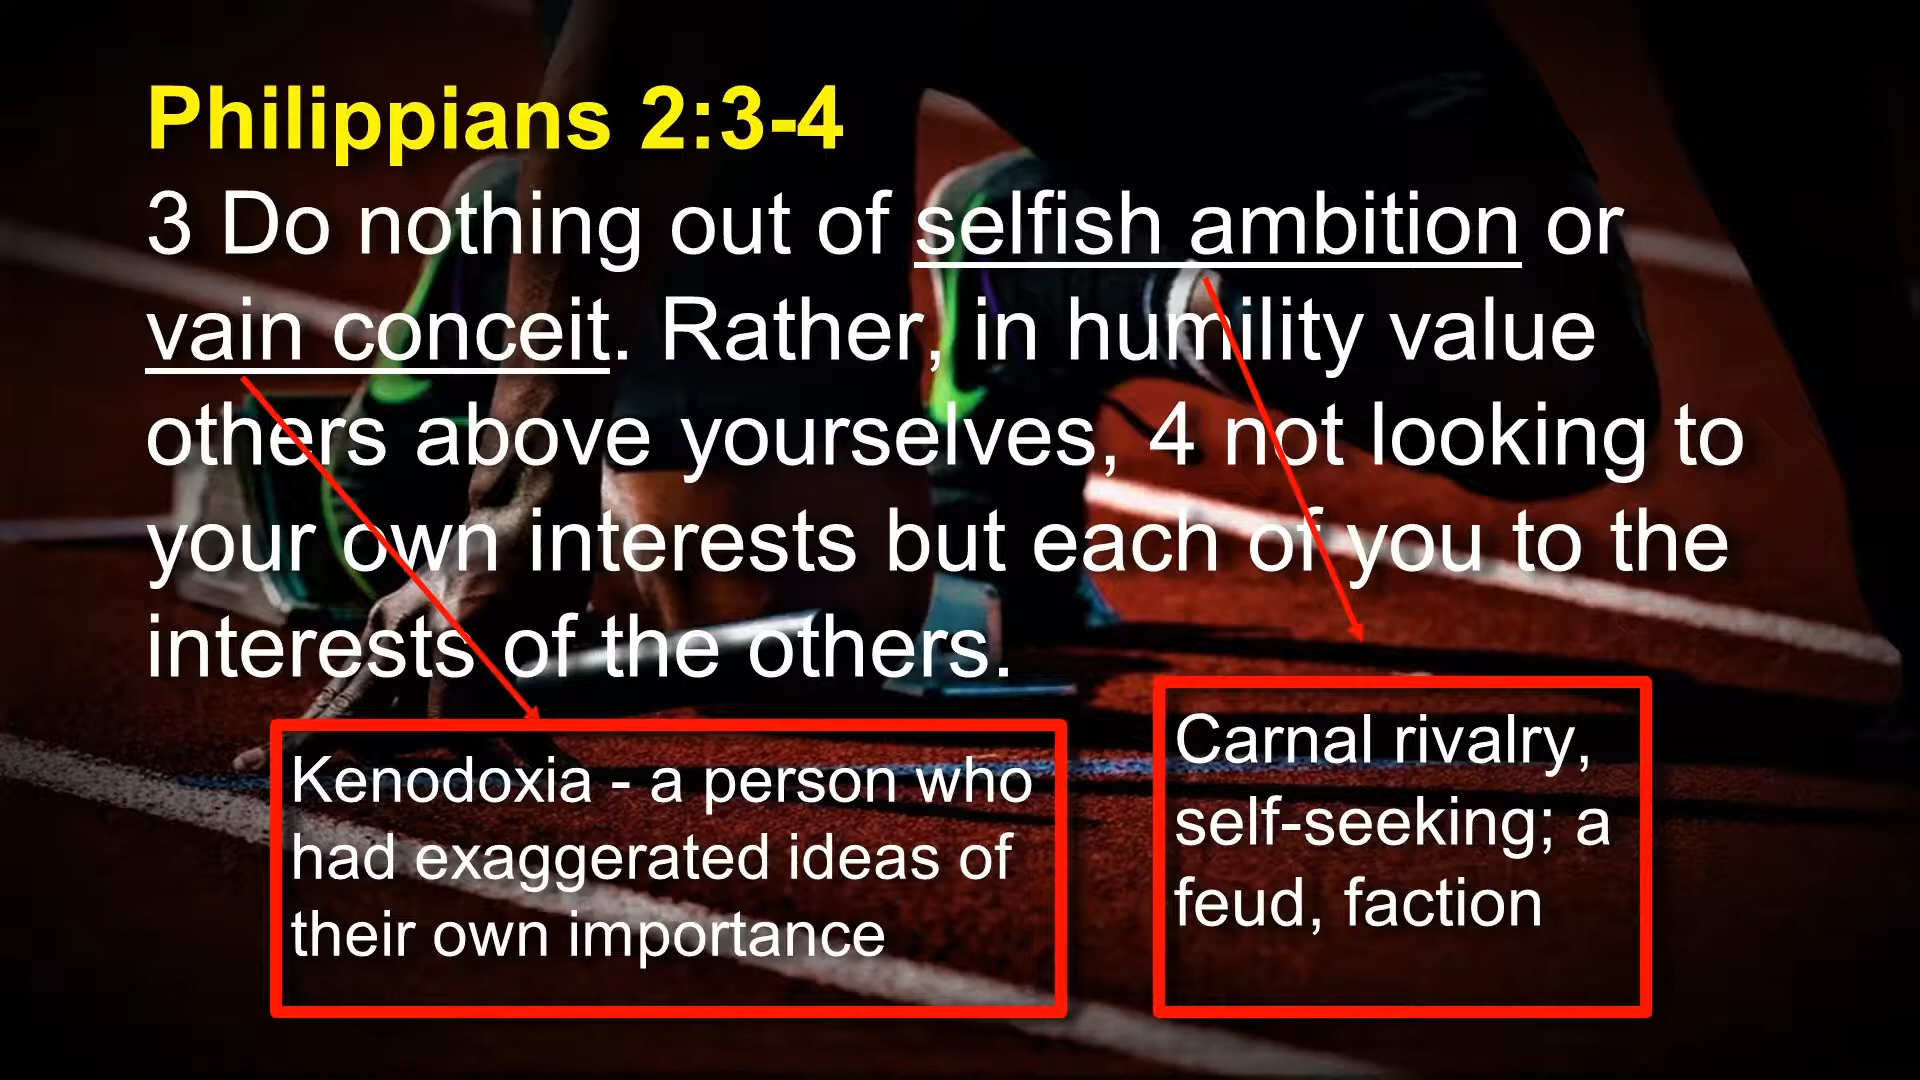 Philippians 2:3-4
3 Do nothing out of selfish ambition or
vain conceit. Rather, in humility value
others above yourselves, 4 not looking to
your own interests but each of you to the
interests of the others.
Kenodoxia - a person who
had exaggerated ideas of
their own importance
Carnal rivalry,
self-seeking; a
feud, faction